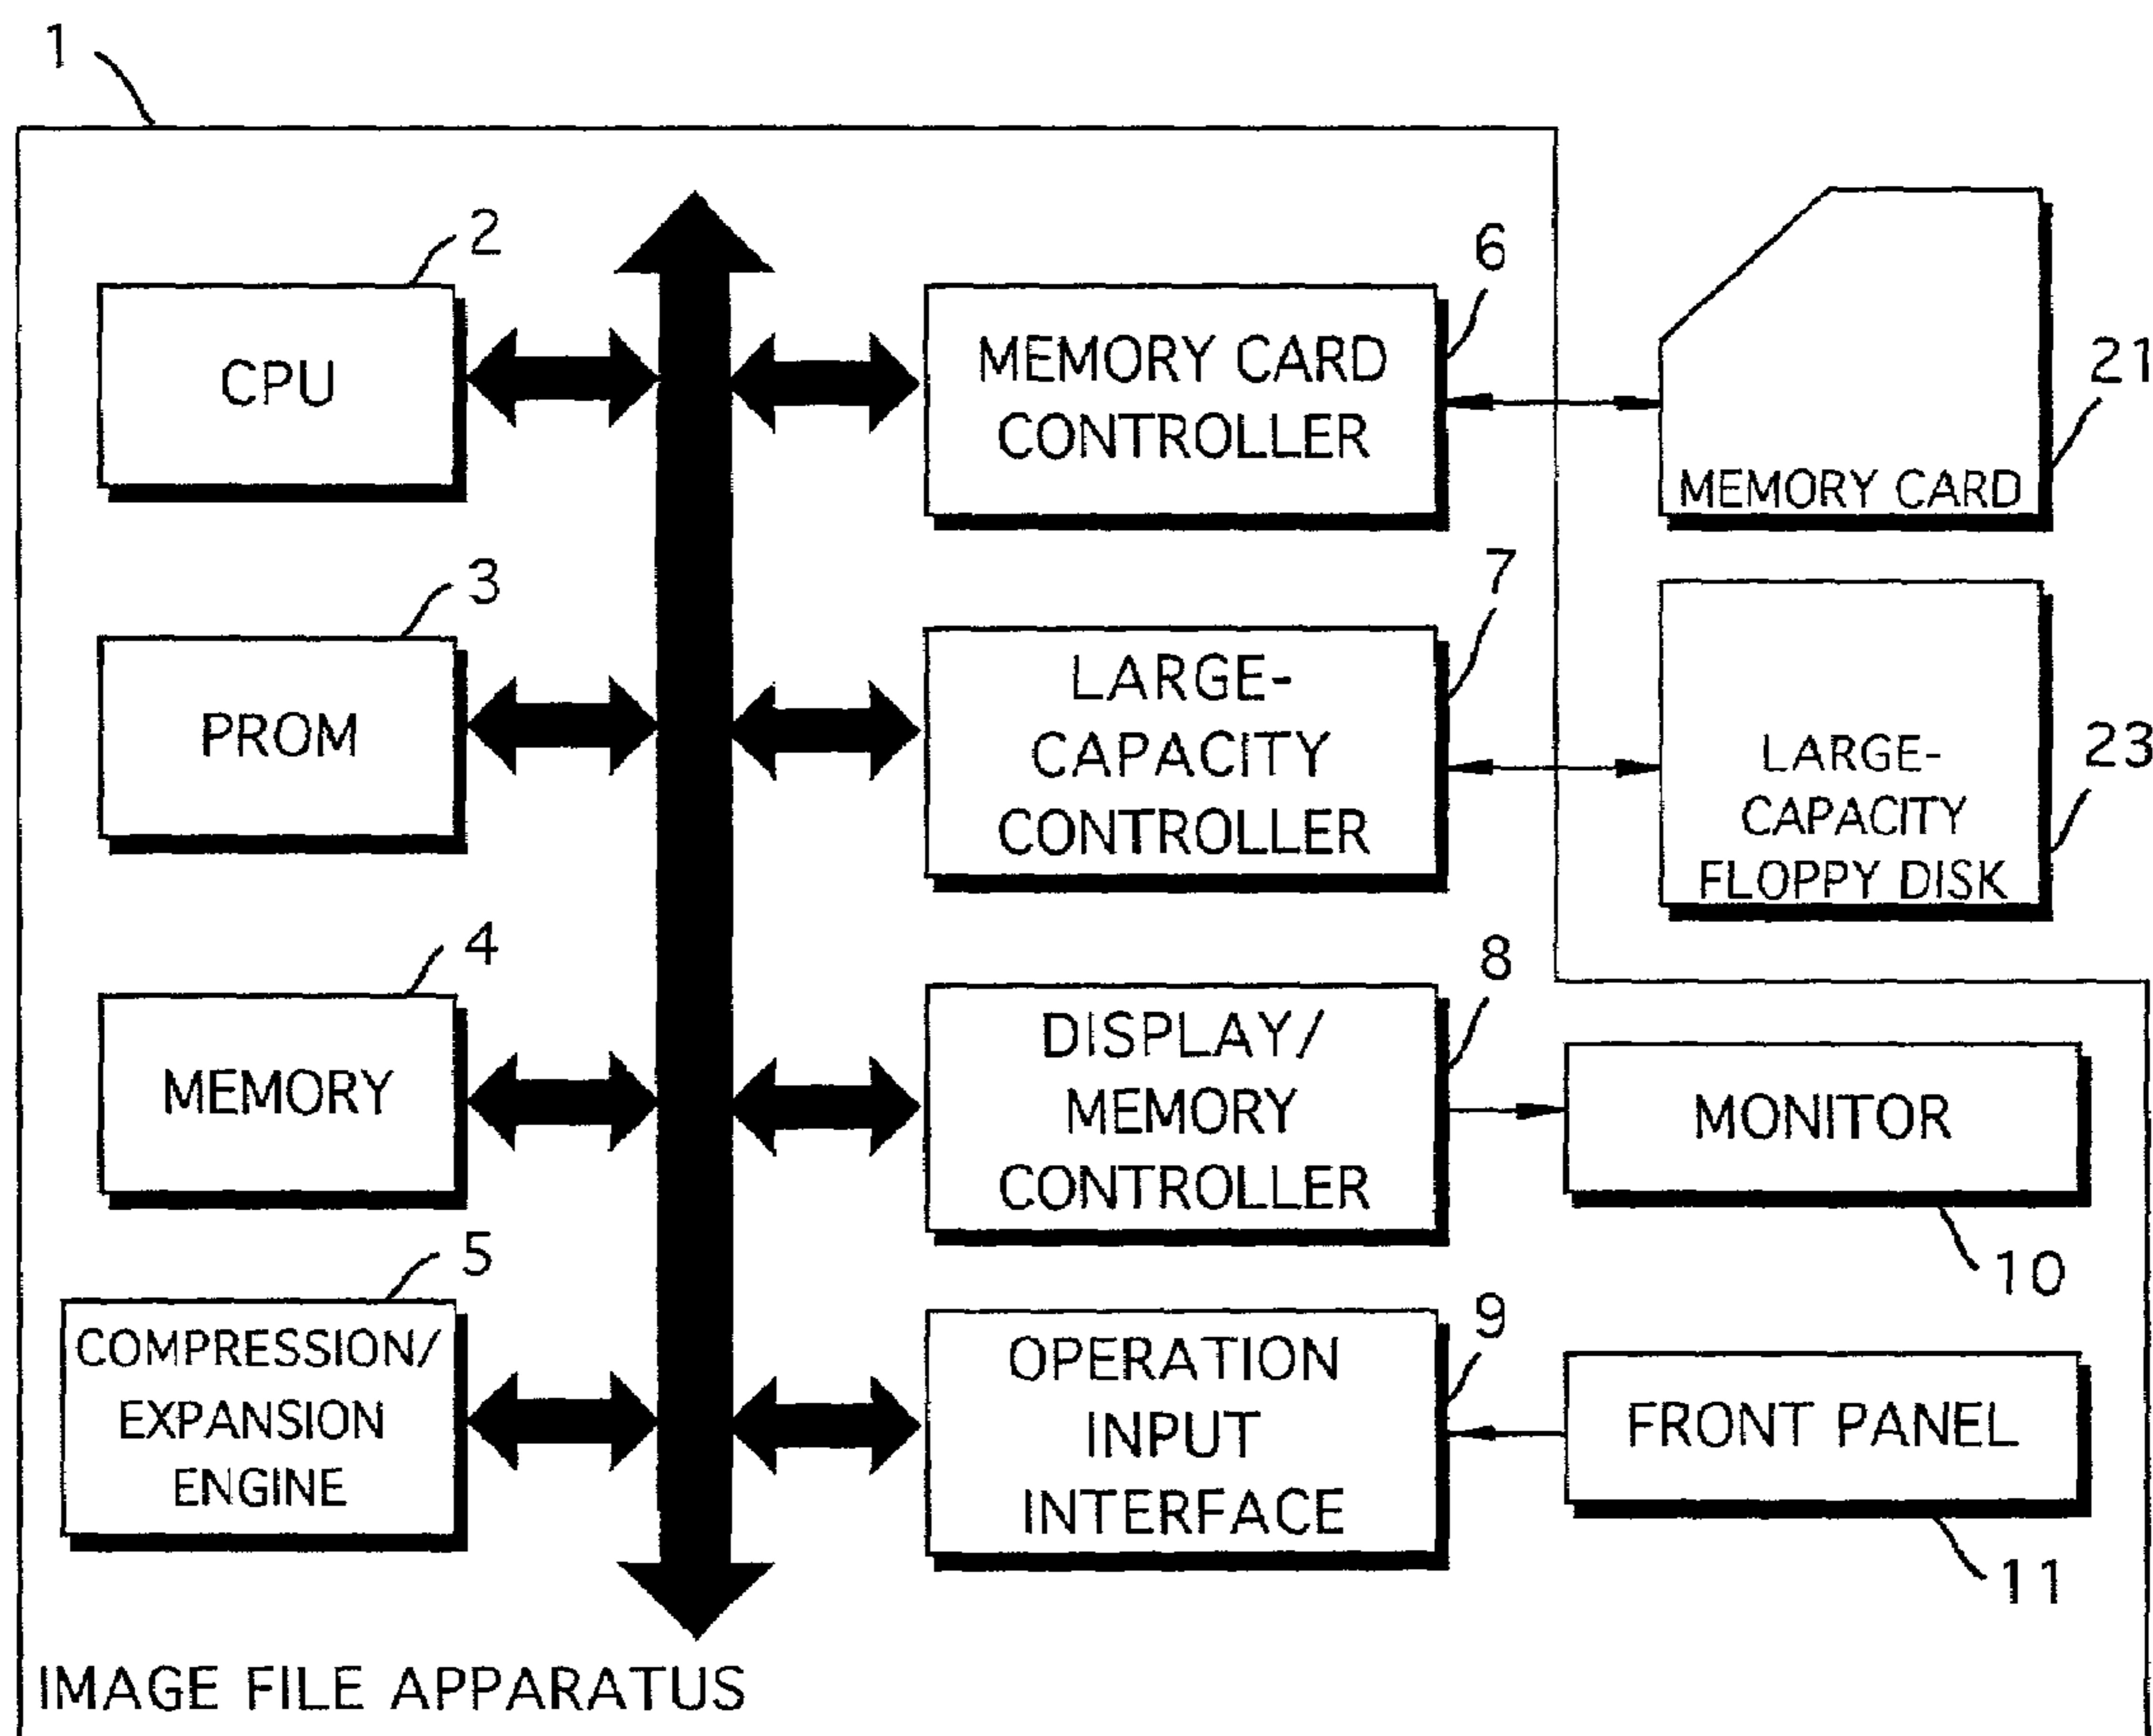 1
2
CPU
3
PROM
4
MEMORY
5
COMPRESSION/
EXPANSION
ENGINE
6
MEMORY CARD
CONTROLLER
7
LARGE-
CAPACITY
CONTROLLER
8
DISPLAY/
MEMORY
CONTROLLER
9
OPERATION
INPUT
INTERFACE
21
MEMORY CARD
23
LARGE-
CAPACITY
FLOPPY DISK
MONITOR
10
FRONT PANEL
11
IMAGE FILE APPARATUS